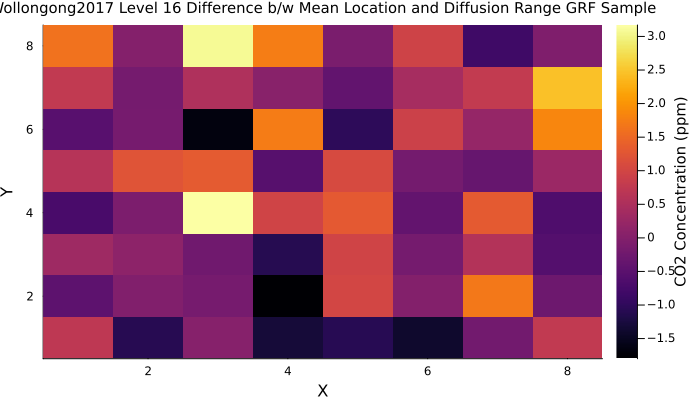 Wollongong2017 Level 16 Difference b/w Mean Location and Diffusion Range GRF Sample
8
6
4
2
Y
2 4 6 8
X
3.0
2.5
2.0
1.5
1.0
0.5
0
−0.5
−1.0
−1.5
CO2 Concentration (ppm)